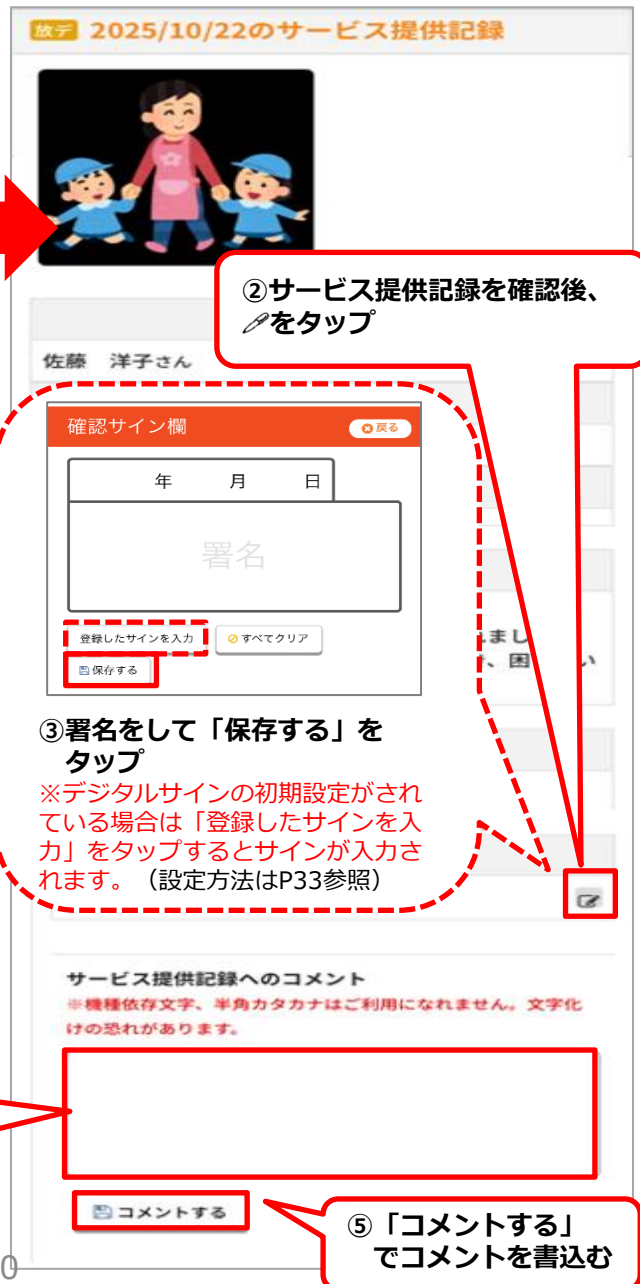 放デ 2025/10/22のサービス提供記録
②サービス提供記録を確認後、
をタップ
佐藤 洋子さん
確認サイン欄
戻る
年 月 日
署名
登録したサインを入力
すべてクリア
保存する
れまし
、困
い
③署名をして「保存する」を
タップ
※デジタルサインの初期設定がされ
ている場合は「登録したサインを入
力」をタップするとサインが入力さ
れます。（設定方法はP33参照）
サービス提供記録へのコメント
※機種依存文字、半角カタカナはご利用になれません。文字化
けの恐れがあります。
コメントする
⑤「コメントする」
でコメントを書込む
0